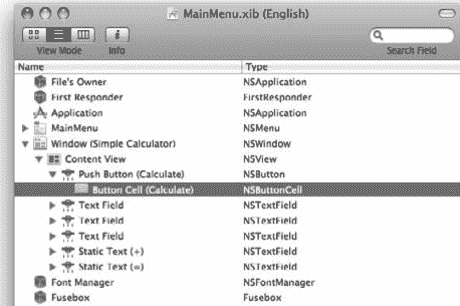 MainMenu.xib (English)
View Mode Info Search Field
Name Type
File's Owner NSApplication
First Responder FirstResponder
Application NSApplication
MainMenu NSMenu
Window (Simple Calculator) NSWindow
Content View NSView
Push Button (Calculate) NSButton
Button Cell (Calculate) NSButtonCell
Text Field NSTextField
Text Field NSTextField
Text Field NSTextField
Static Text (+) NSTextField
Static Text (=) NSTextField
Font Manager NSFontManager
Fusebox Fusebox